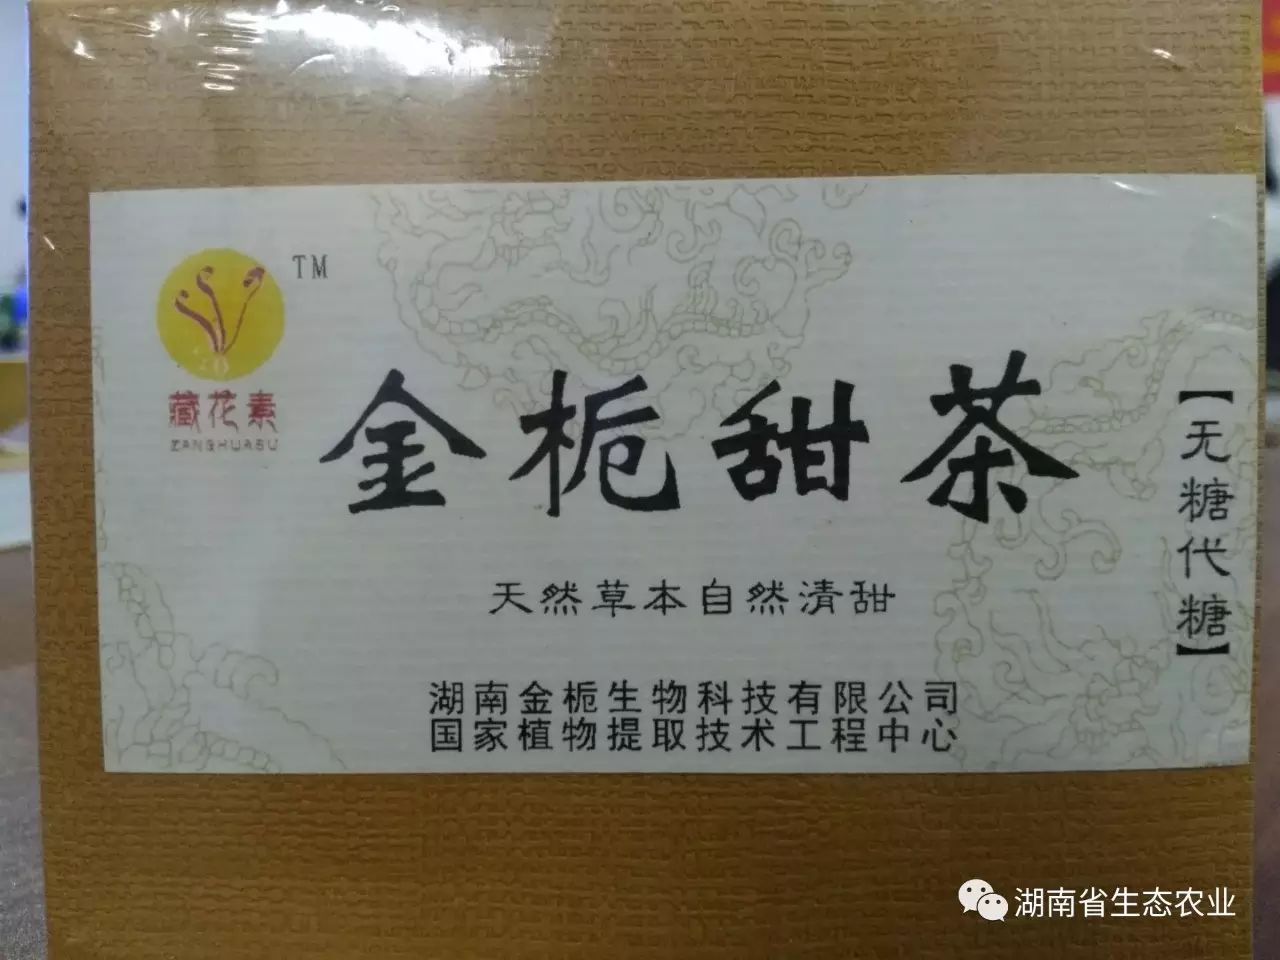 TM
藏花素
ZANGHUASU
金栀甜茶
【无糖代糖】
天然草本自然清甜
湖南金栀生物科技有限公司
国家植物提取技术工程中心
湖南省生态农业